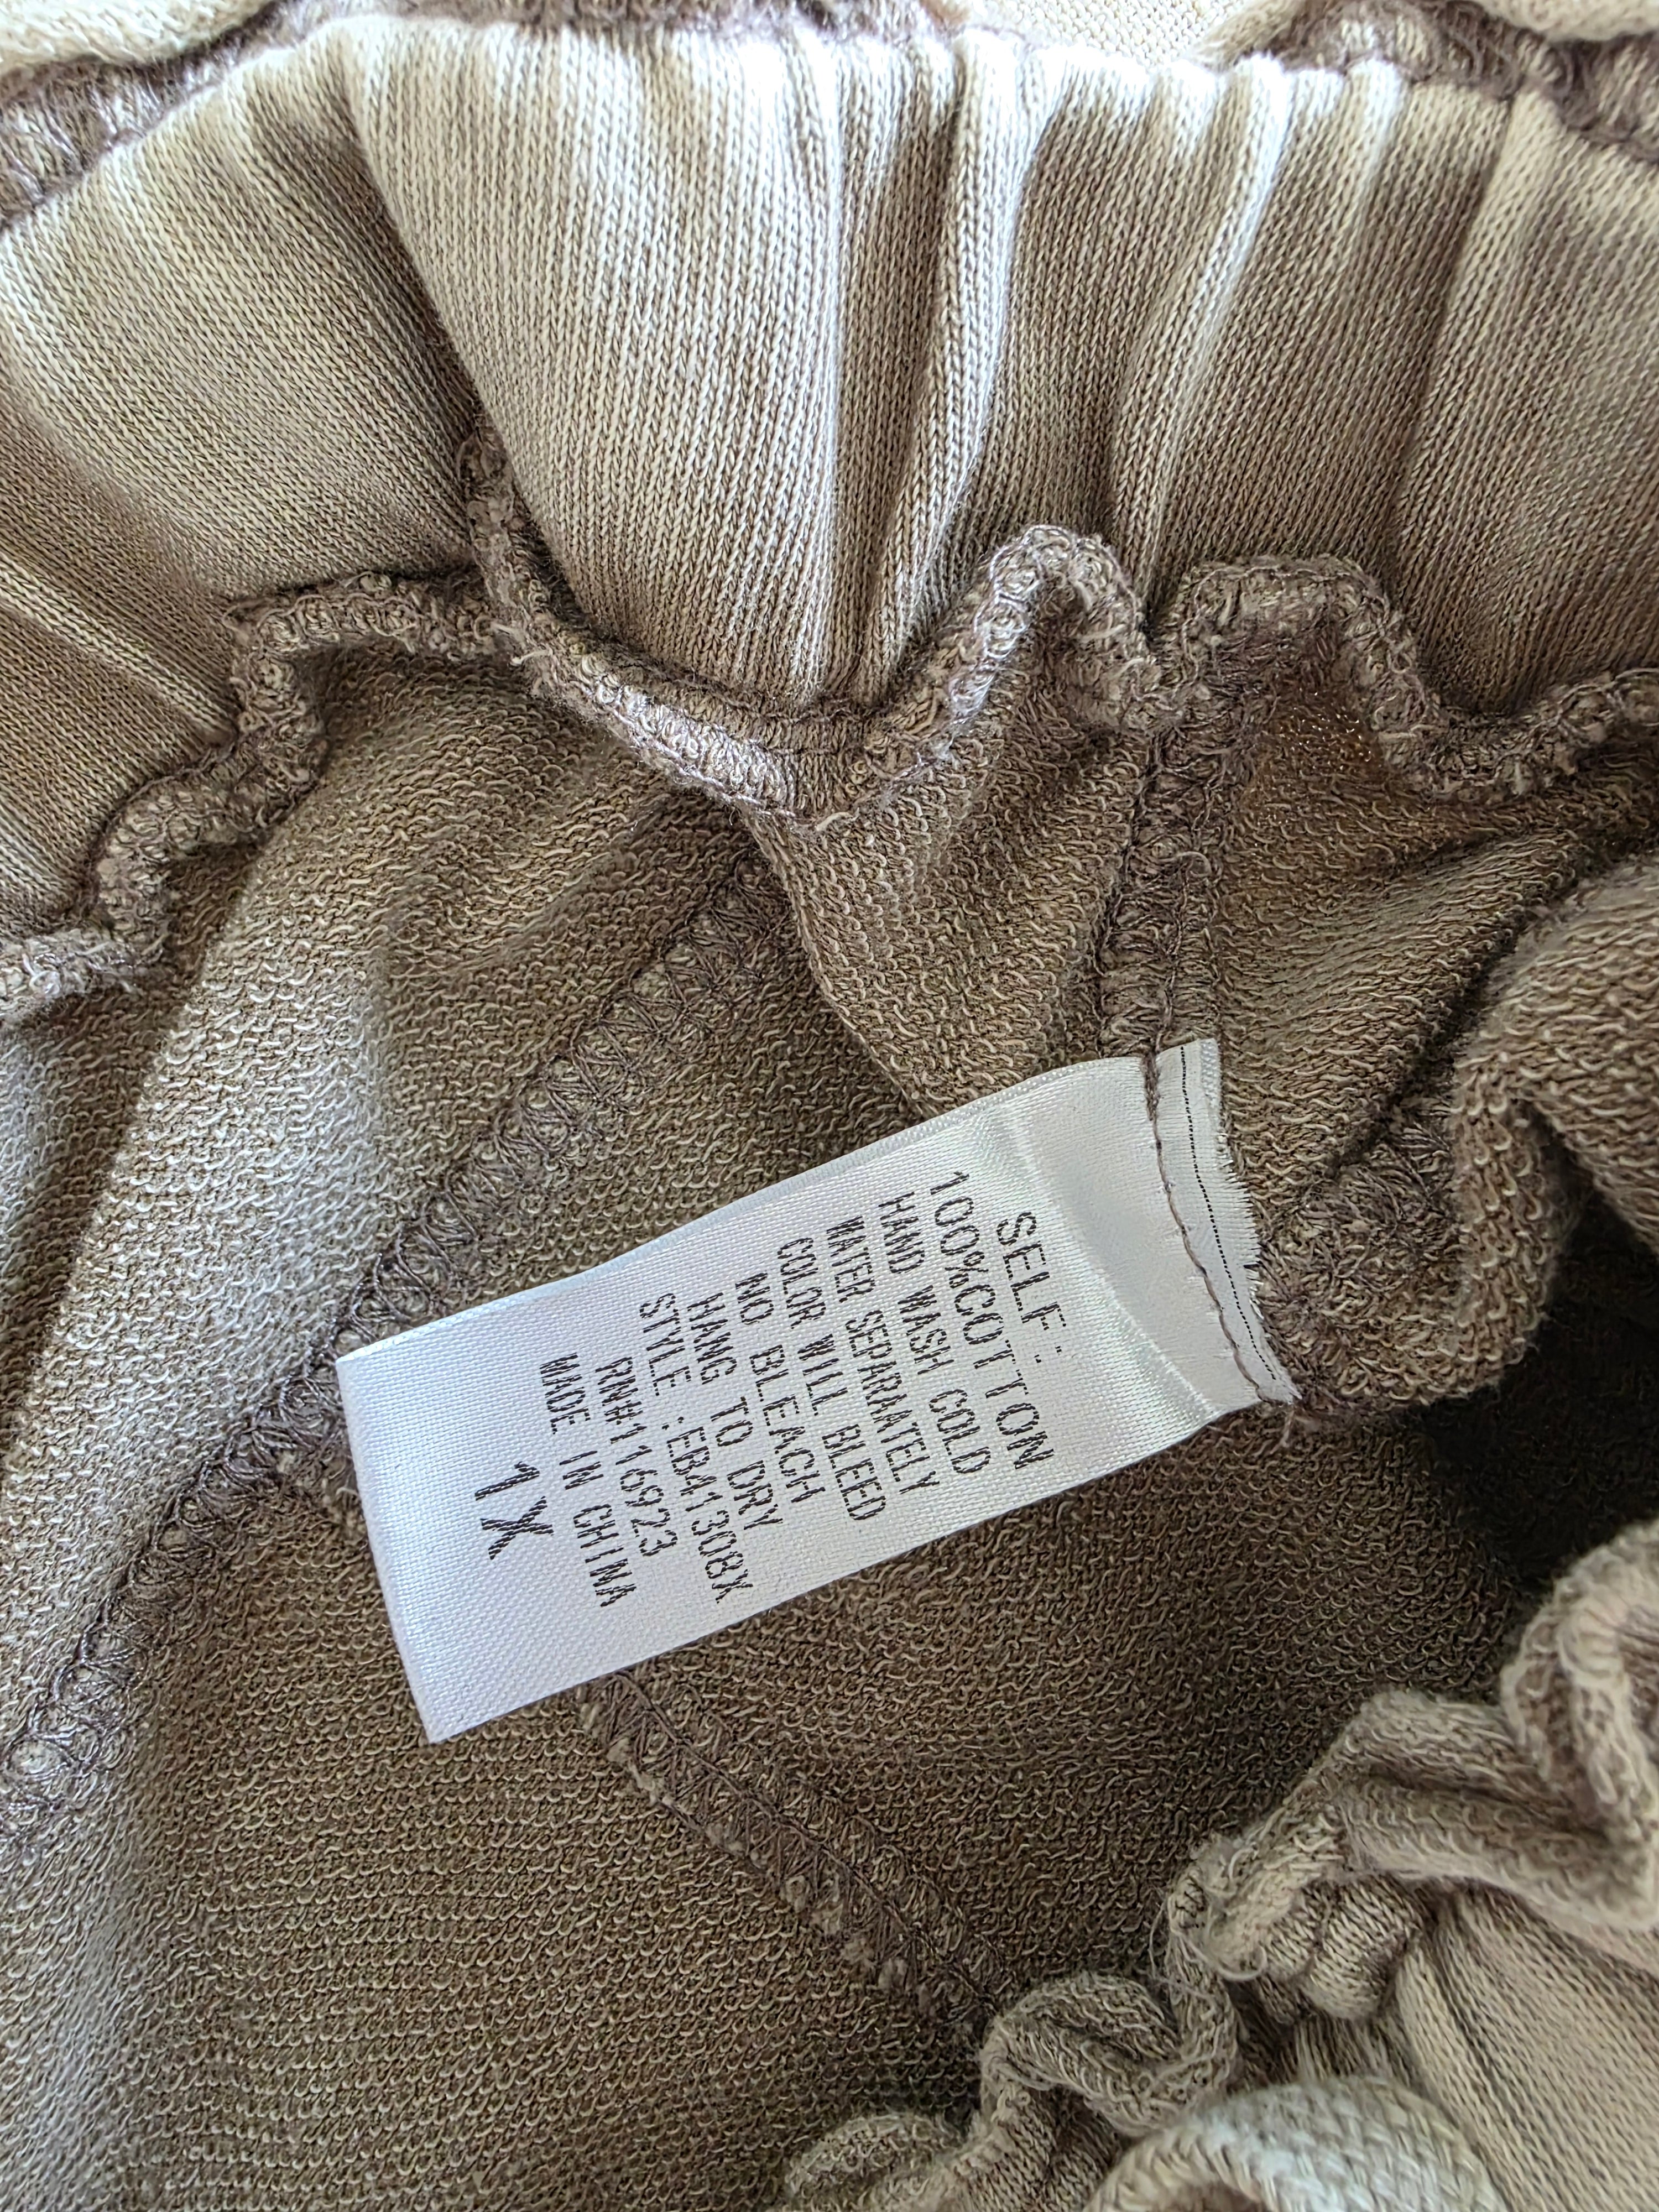 SELF:
100%COTTON
HAND WASH COLD
WATER SEPARAATELY
COLOR WILL BLEED
NO BLEACH
HANG TO DRY
STYLE :EB41308X
RN#116923
MADE IN CHINA
1X